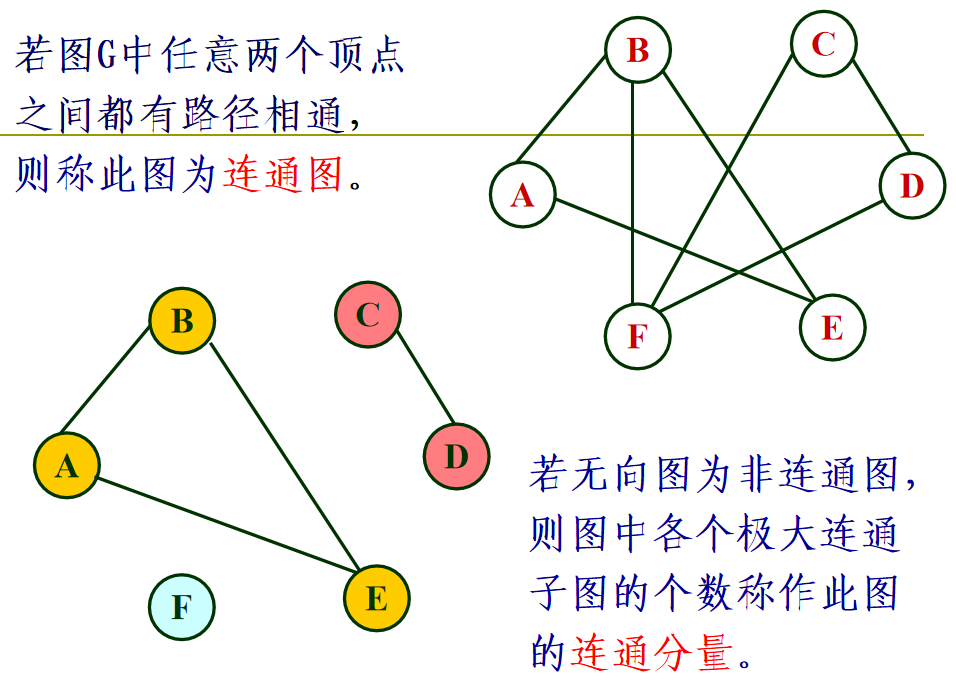 若图G中任意两个顶点
之间都有路径相通，
则称此图为连通图。
B
C
A
D
F
E
B
C
A
D
F
E
若无向图为非连通图，
则图中各个极大连通
子图的个数称作此图
的连通分量。